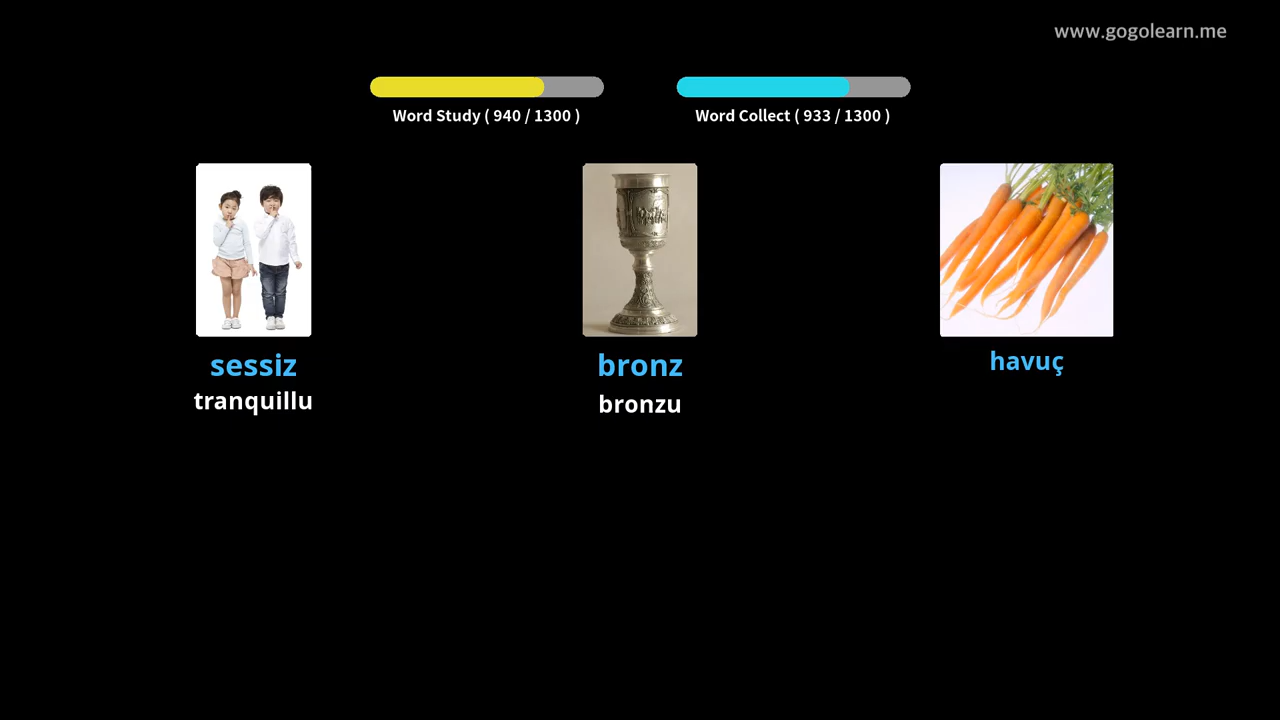 www.gogolearn.me
Word Study ( 940 / 1300 )
Word Collect ( 933 / 1300 )
sessiz
tranquillu
bronz
bronzu
havuç